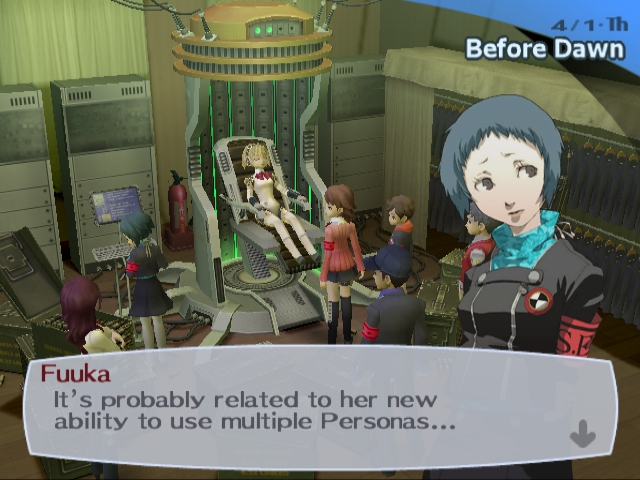 4/1·Th
Before Dawn
S.E
Fuuka
It's probably related to her new
ability to use multiple Personas...